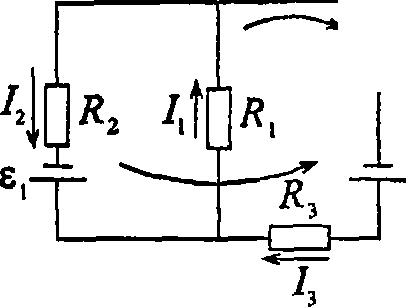 I₂
R₂
I₁
R₁
ε₁
R₃
I₃